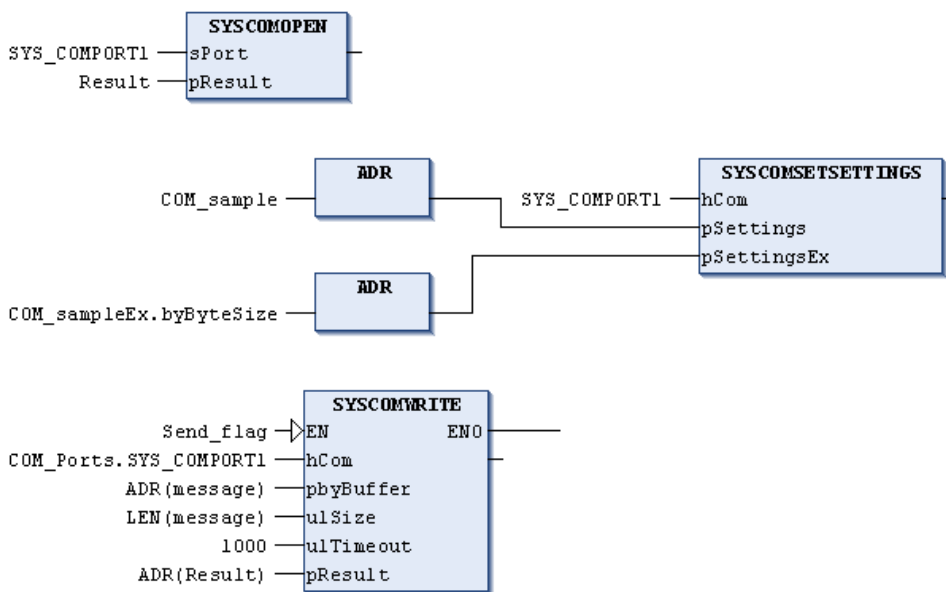 SYSCOMOPEN
SYS_COMPORT1 sPort
Result pResult
ADR
COM_sample
SYSCOMSETSETTINGS
SYS_COMPORT1 hCom
pSettings
pSettingsEx
ADR
COM_sampleEx.byByteSize
SYSCOMWRITE
Send_flag EN ENO
COM_Ports.SYS_COMPORT1 hCom
ADR(message) pbyBuffer
LEN(message) ulSize
1000 ulTimeout
ADR(Result) pResult